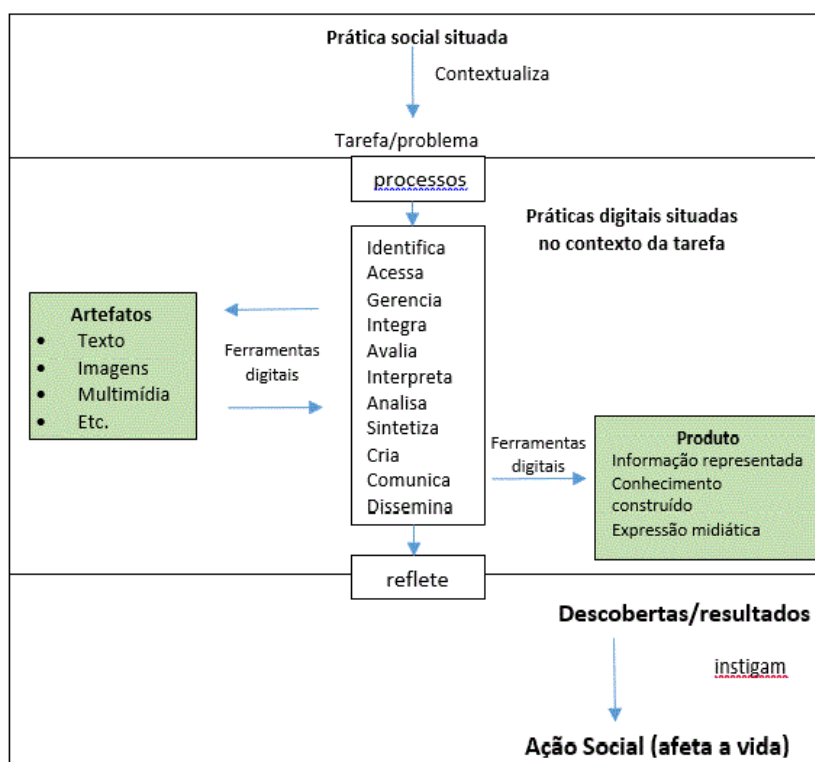 Prática social situada
Contextualiza
Tarefa/problema
processos
Práticas digitais situadas
no contexto da tarefa
Identifica
Acessa
Gerencia
Integra
Avalia
Interpreta
Analisa
Sintetiza
Cria
Comunica
Dissemina
Artefatos
• Texto
• Imagens
• Multimídia
• Etc.
Ferramentas
digitais
Ferramentas
digitais
Produto
Informação representada
Conhecimento
construído
Expressão midiática
reflete
Descobertas/resultados
instigam
Ação Social (afeta a vida)